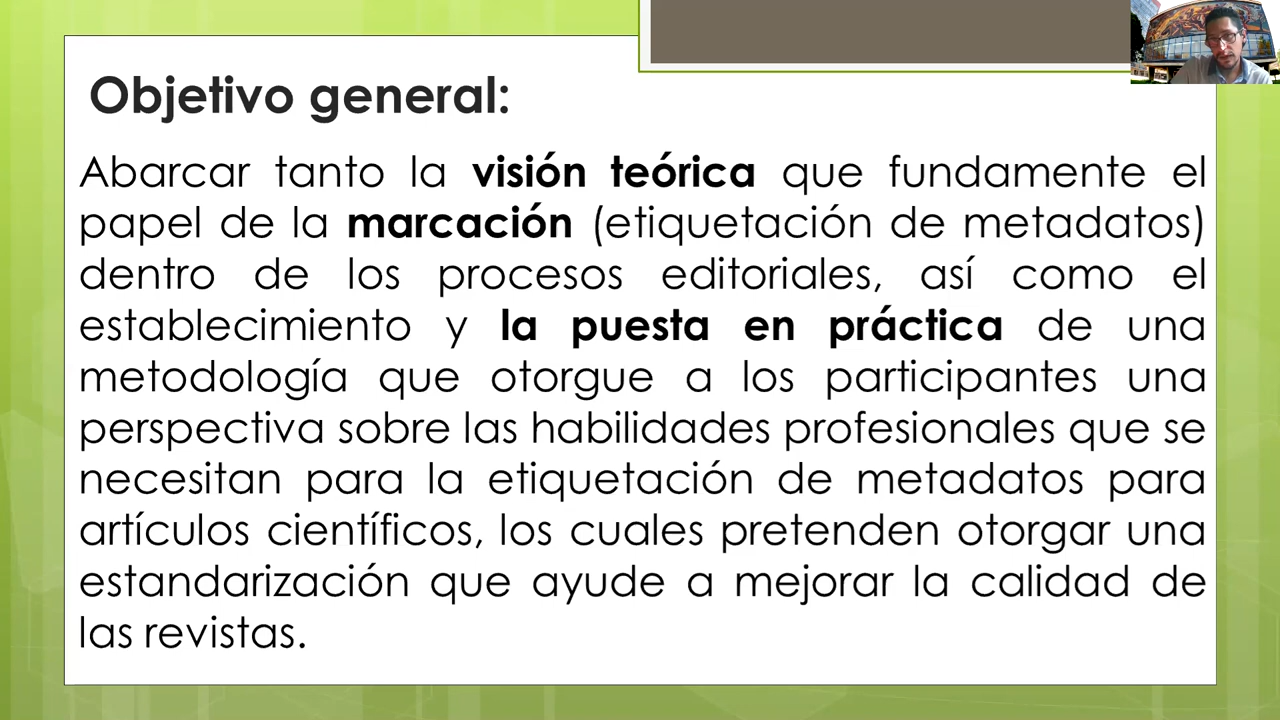 Objetivo general:
Abarcar tanto la visión teórica que fundamente el
papel de la marcación (etiquetación de metadatos)
dentro de los procesos editoriales, así como el
establecimiento y la puesta en práctica de una
metodología que otorgue a los participantes una
perspectiva sobre las habilidades profesionales que se
necesitan para la etiquetación de metadatos para
artículos científicos, los cuales pretenden otorgar una
estandarización que ayude a mejorar la calidad de
las revistas.